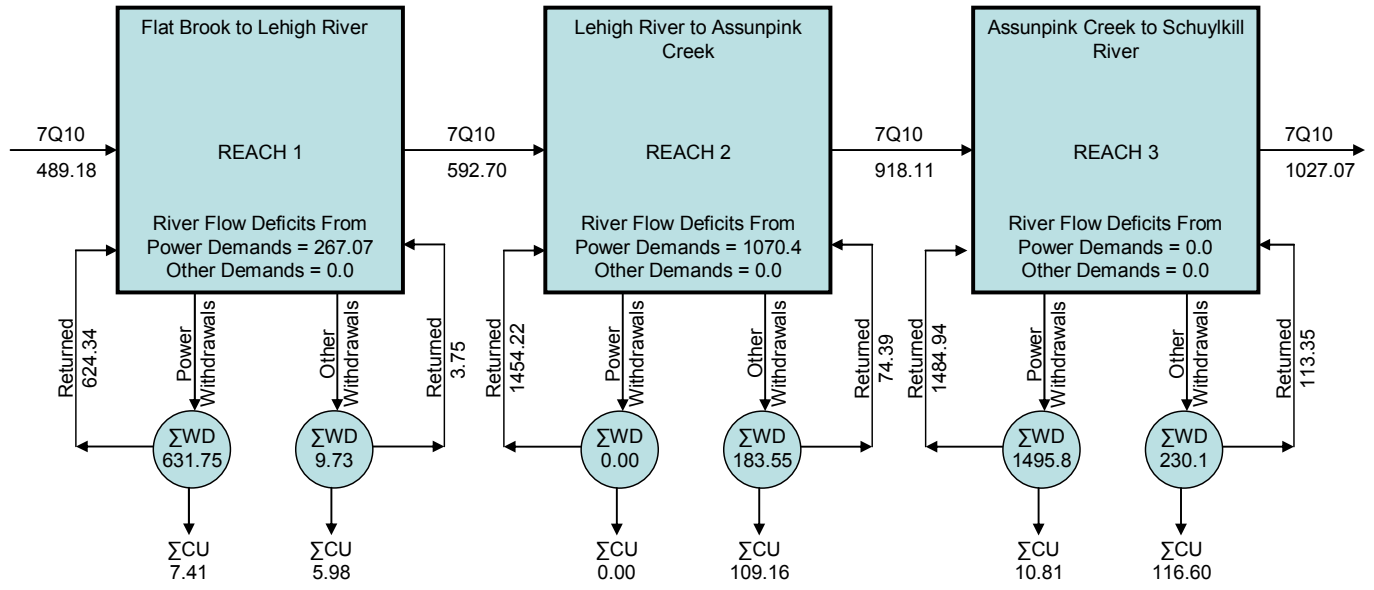 Flat Brook to Lehigh River
Lehigh River to Assunpink
Creek
Assunpink Creek to Schuylkill
River
7Q10
489.18
REACH 1
7Q10
592.70
REACH 2
7Q10
918.11
REACH 3
7Q10
1027.07
River Flow Deficits From
Power Demands = 267.07
Other Demands = 0.0
River Flow Deficits From
Power Demands = 1070.4
Other Demands = 0.0
River Flow Deficits From
Power Demands = 0.0
Other Demands = 0.0
Returned
624.34
Power
Withdrawals
Other
Withdrawals
Returned
3.75
Returned
1454.22
Power
Withdrawals
Other
Withdrawals
Returned
74.39
Returned
1484.94
Power
Withdrawals
Other
Withdrawals
Returned
113.35
∑WD
631.75
∑WD
9.73
∑WD
0.00
∑WD
183.55
∑WD
1495.8
∑WD
230.1
∑CU
7.41
∑CU
5.98
∑CU
0.00
∑CU
109.16
∑CU
10.81
∑CU
116.60